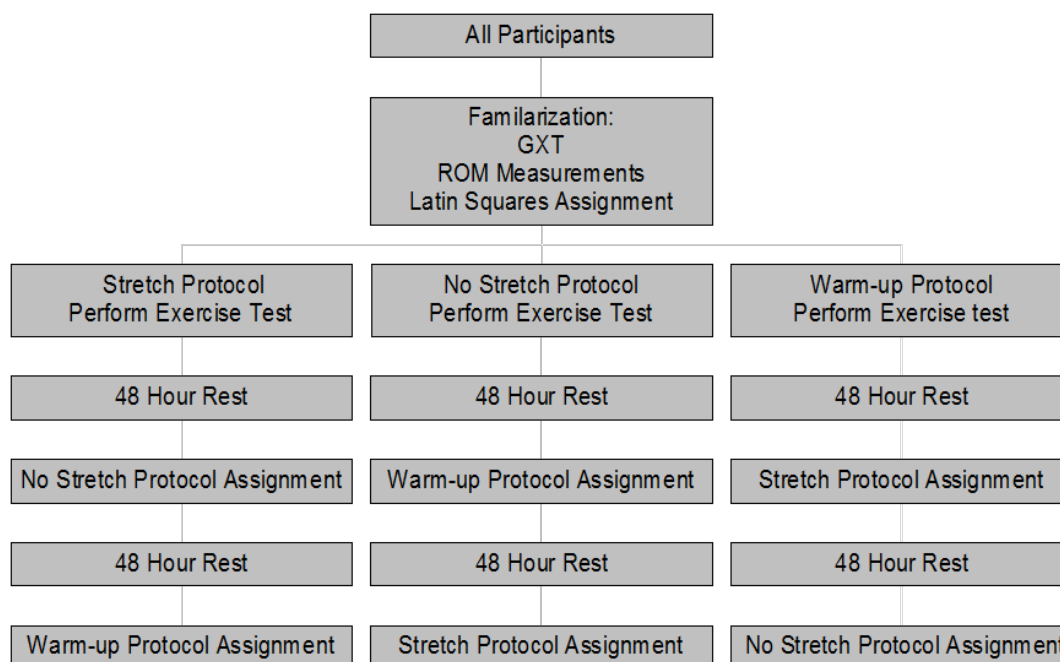 All Participants
Familarization:
GXT
ROM Measurements
Latin Squares Assignment
Stretch Protocol
Perform Exercise Test
No Stretch Protocol
Perform Exercise Test
Warm-up Protocol
Perform Exercise test
48 Hour Rest
48 Hour Rest
48 Hour Rest
No Stretch Protocol Assignment
Warm-up Protocol Assignment
Stretch Protocol Assignment
48 Hour Rest
48 Hour Rest
48 Hour Rest
Warm-up Protocol Assignment
Stretch Protocol Assignment
No Stretch Protocol Assignment